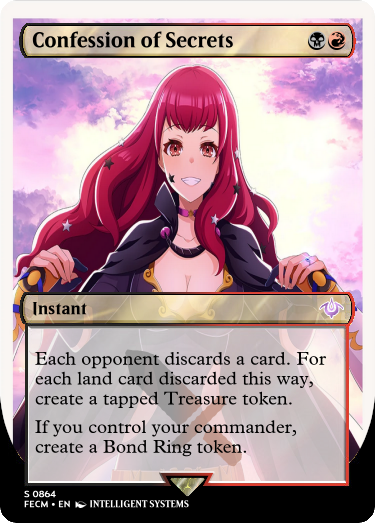 Confession of Secrets
Instant
Each opponent discards a card. For
each land card discarded this way,
create a tapped Treasure token.
If you control your commander,
create a Bond Ring token.
S 0864
FECM • EN INTELLIGENT SYSTEMS